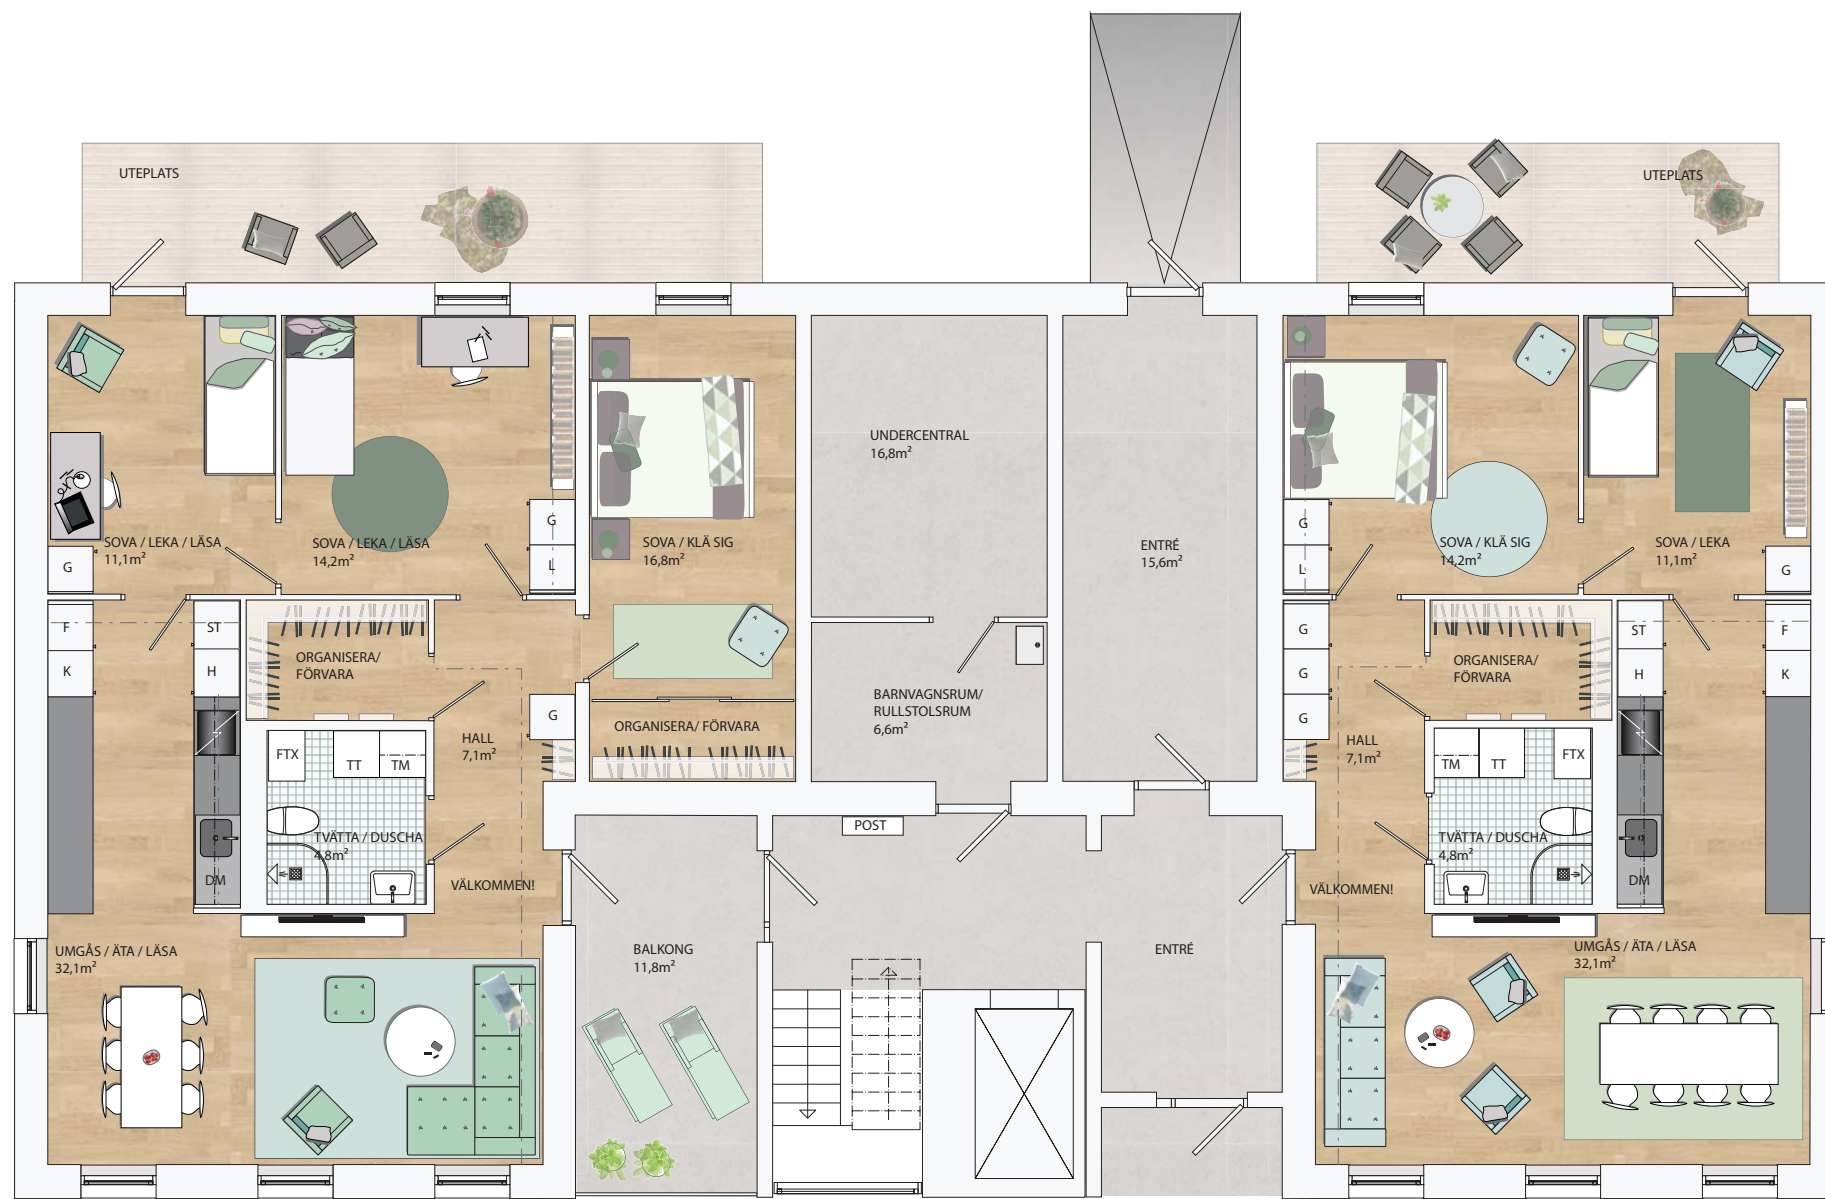 UTEPLATS
UTEPLATS
SOVA / LEKA / LÄSA
11,1m²
G
SOVA / LEKA / LÄSA
14,2m²
G
L
SOVA / KLÄ SIG
16,8m²
UNDERCENTRAL
16,8m²
ENTRÉ
15,6m²
G
L
SOVA / KLÄ SIG
14,2m²
SOVA / LEKA
11,1m²
G
F
K
ST
H
ORGANISERA/
FÖRVARA
G
HALL
7,1m²
ORGANISERA/ FÖRVARA
BARNVAGNSRUM/
RULLSTOLSRUM
6,6m²
G
G
G
HALL
7,1m²
ORGANISERA/
FÖRVARA
ST
H
F
K
FTX
TT
TM
TVÄTTA / DUSCHA
4,8m²
DM
VÄLKOMMEN!
POST
TM
TT
FTX
TVÄTTA / DUSCHA
4,8m²
DM
VÄLKOMMEN!
UMGÅS / ÄTA / LÄSA
32,1m²
BALKONG
11,8m²
ENTRÉ
UMGÅS / ÄTA / LÄSA
32,1m²